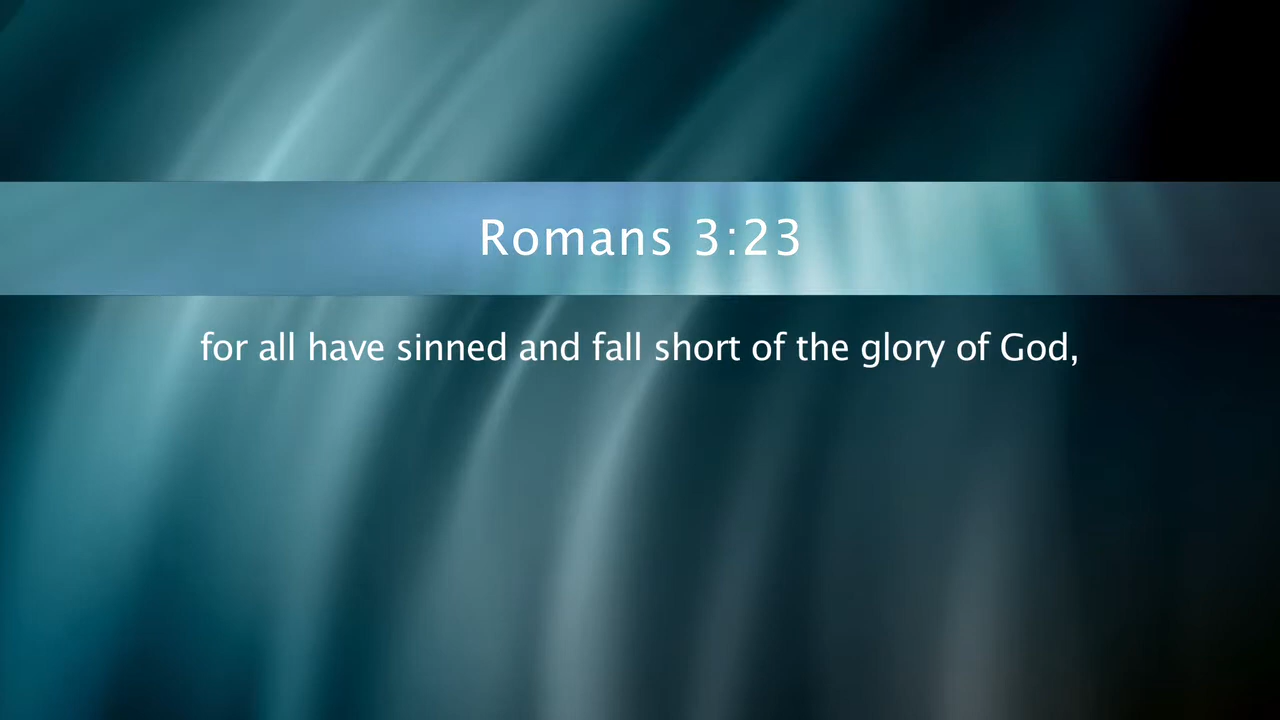 Romans 3:23
for all have sinned and fall short of the glory of God,